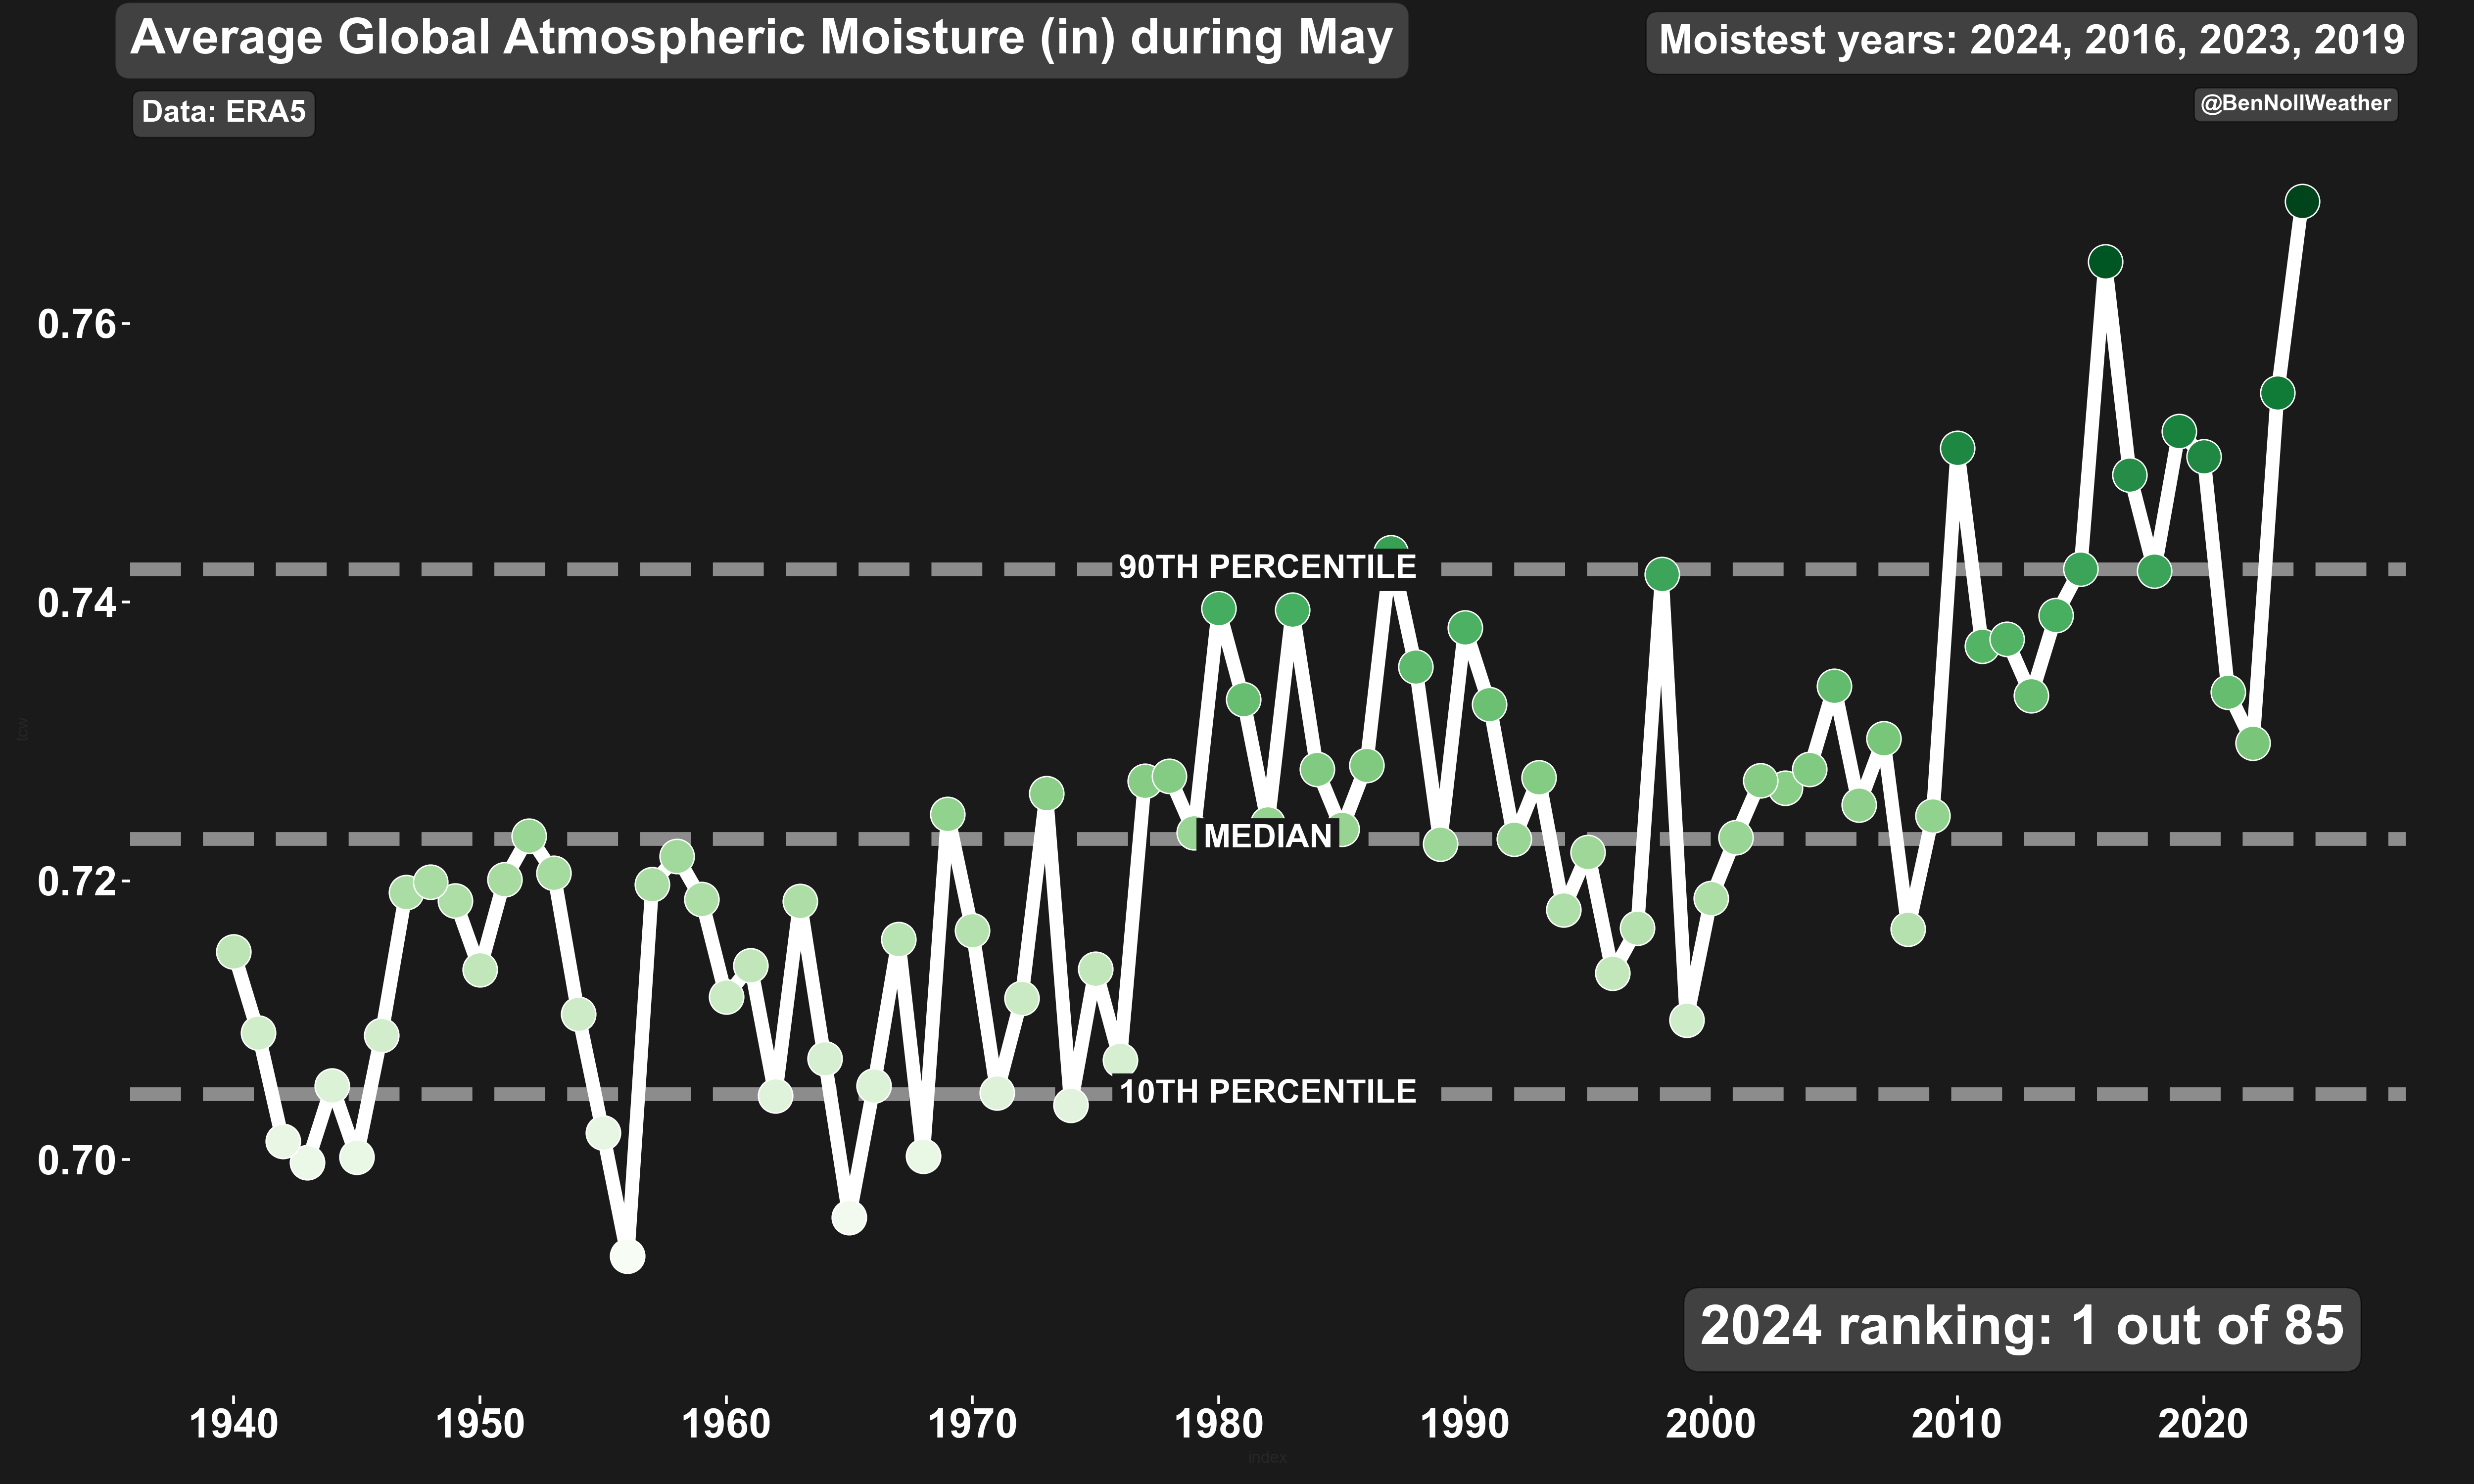 Average Global Atmospheric Moisture (in) during May
Moistest years: 2024, 2016, 2023, 2019
Data: ERA5
@BenNollWeather
0.76
90TH PERCENTILE
0.74
tcw
MEDIAN
0.72
10TH PERCENTILE
0.70
2024 ranking: 1 out of 85
1940 1950 1960 1970 1980 1990 2000 2010 2020
index